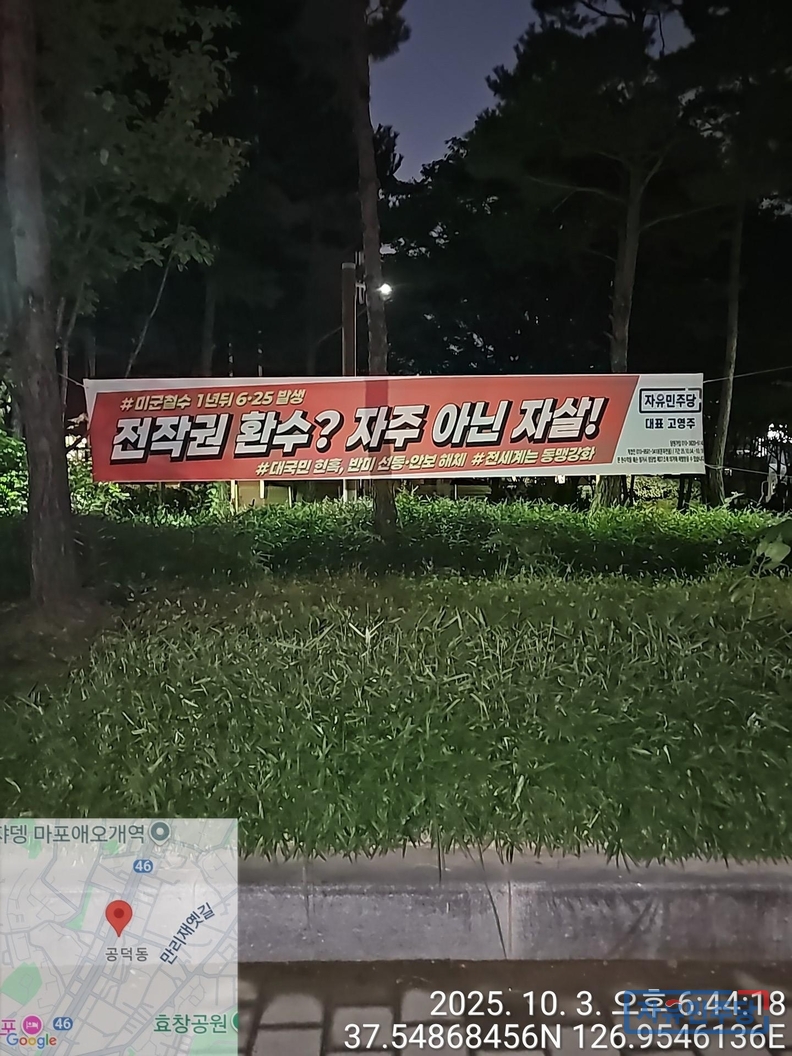 #미군철수 1년뒤 6·25 발생
전작권 환수? 자주 아닌 자살!
#대국민 현혹, 반미 선동·안보 해체 #전세계는 동맹강화
자유민주당
대표 고영주
마포애오개역
46
공덕동
만리재옛길
효창공원
46
Google
2025. 10. 3. 오후 6:44:18
37.54868456N 126.9546136E